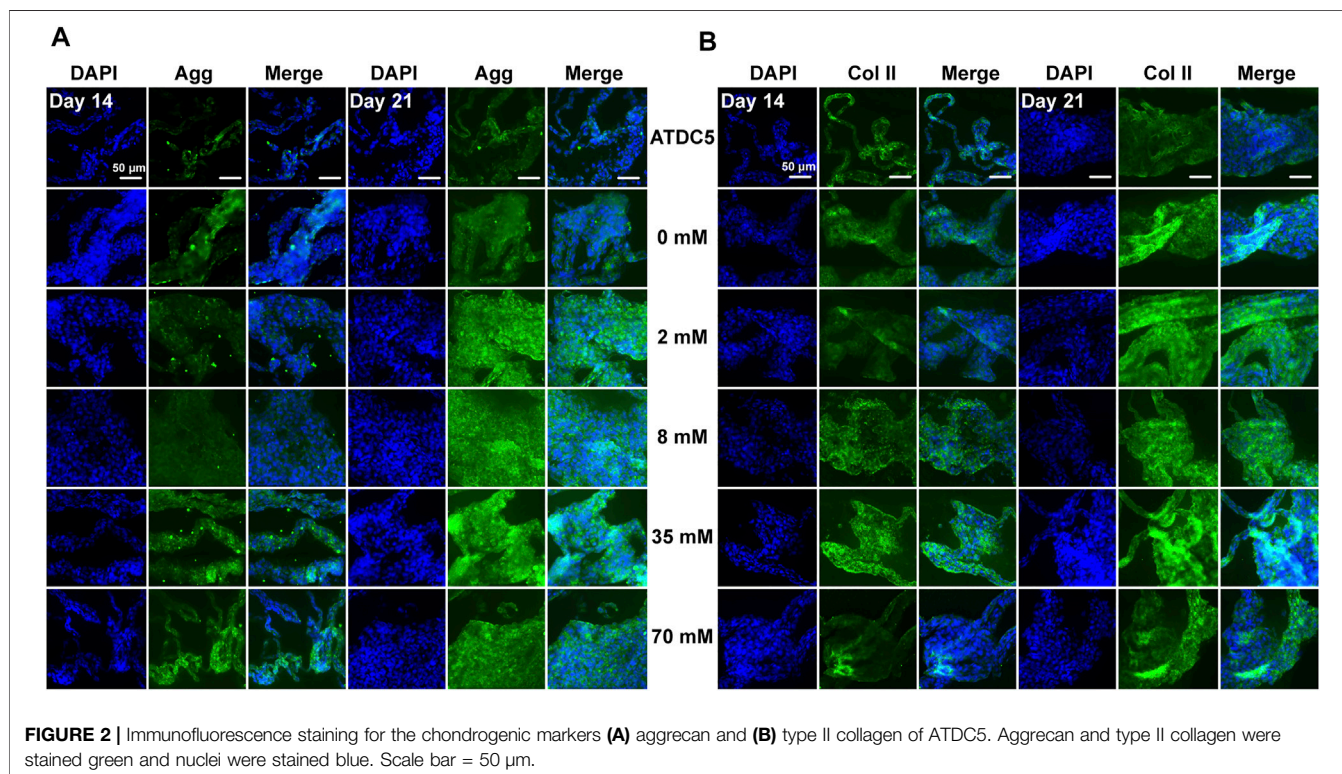 A
B
DAPI Agg Merge DAPI Agg Merge
DAPI Col II Merge DAPI Col II Merge
Day 14 Day 21
Day 14 Day 21
50 µm
50 µm
ATDC5
0 mM
2 mM
8 mM
35 mM
70 mM
FIGURE 2 | Immunofluorescence staining for the chondrogenic markers (A) aggrecan and (B) type II collagen of ATDC5. Aggrecan and type II collagen were
stained green and nuclei were stained blue. Scale bar = 50 µm.